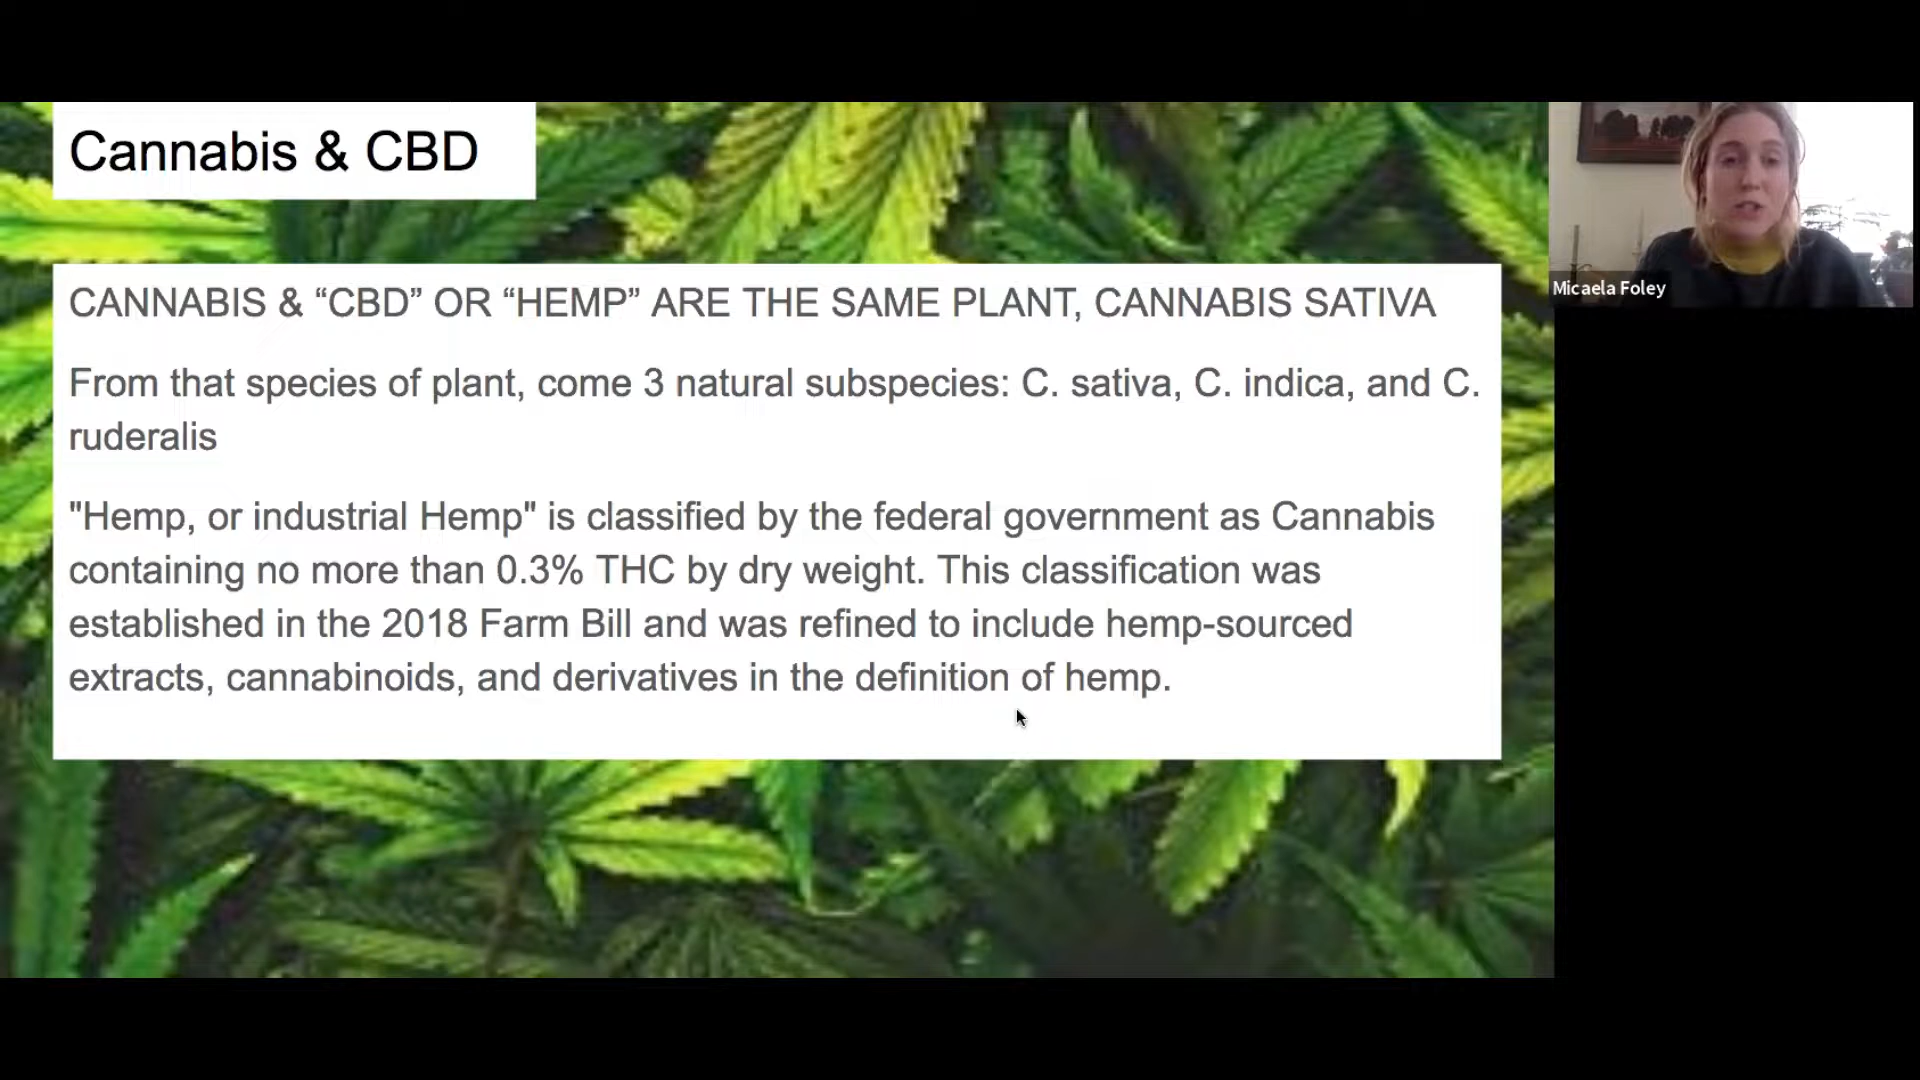 Cannabis & CBD
CANNABIS & “CBD” OR “HEMP” ARE THE SAME PLANT, CANNABIS SATIVA
From that species of plant, come 3 natural subspecies: C. sativa, C. indica, and C.
ruderalis
"Hemp, or industrial Hemp" is classified by the federal government as Cannabis
containing no more than 0.3% THC by dry weight. This classification was
established in the 2018 Farm Bill and was refined to include hemp-sourced
extracts, cannabinoids, and derivatives in the definition of hemp.
Micaela Foley